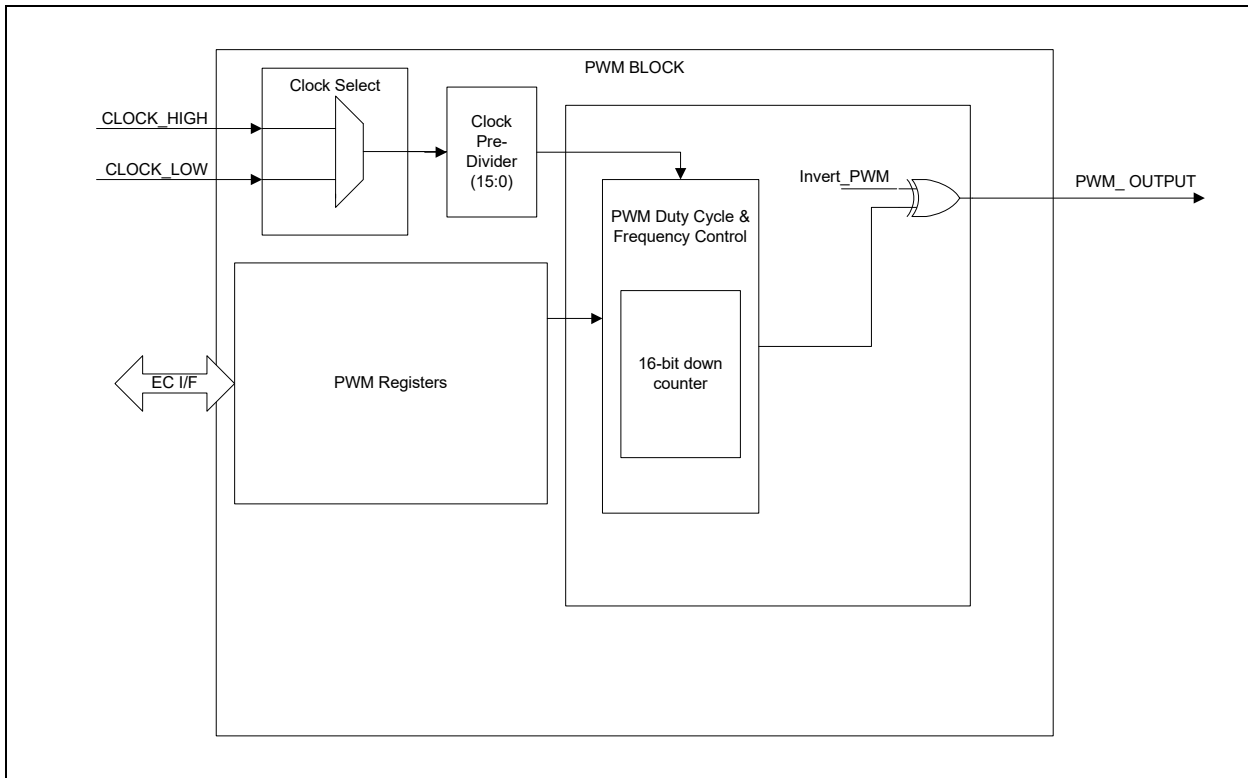 PWM BLOCK
Clock Select
CLOCK_HIGH
CLOCK_LOW
Clock
Pre-
Divider
(15:0)
Invert_PWM
PWM_ OUTPUT
PWM Duty Cycle &
Frequency Control
16-bit down
counter
EC I/F
PWM Registers